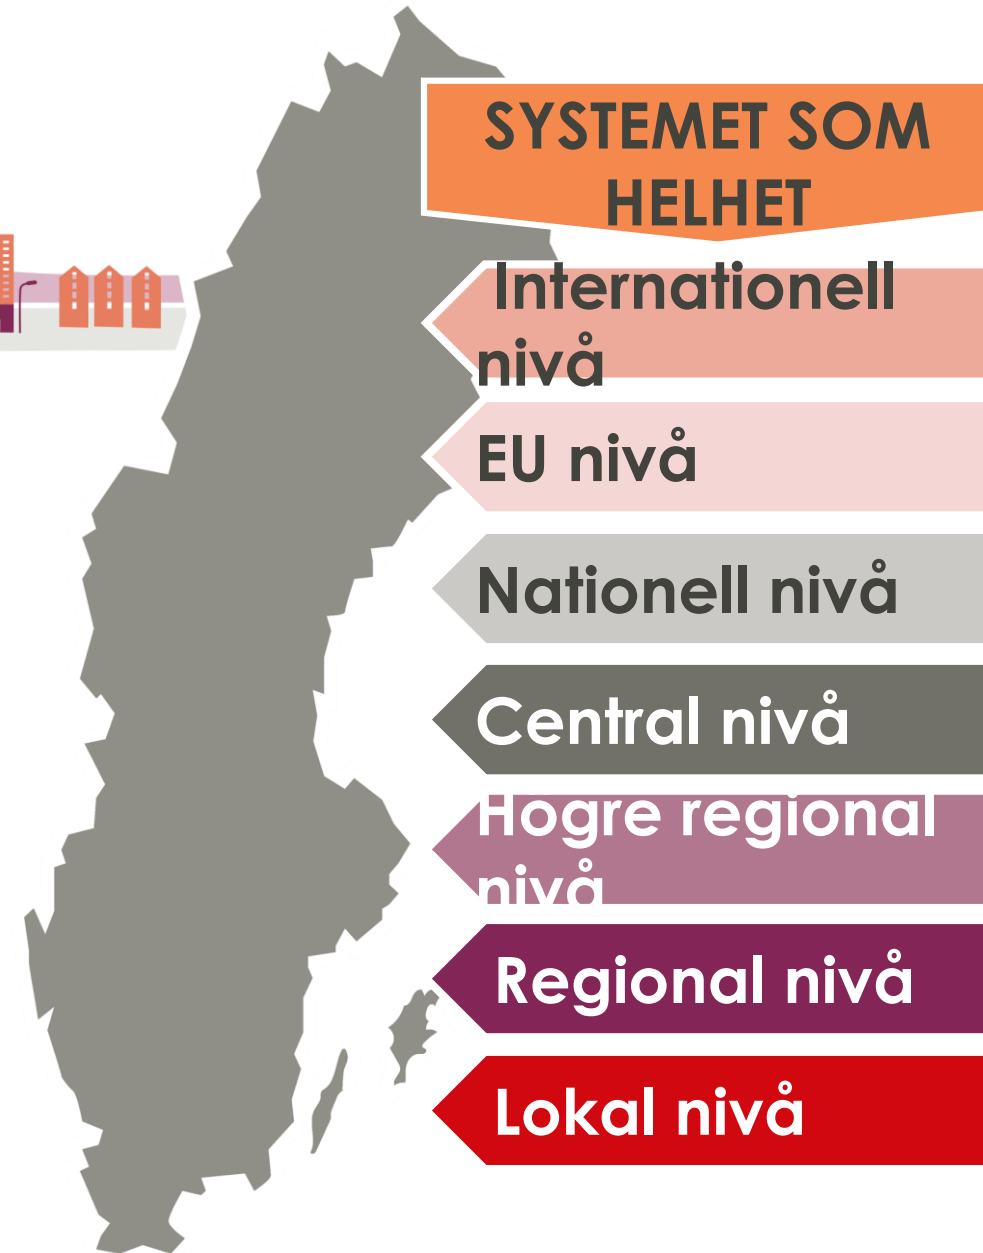 SYSTEMET SOM
HELHET
Internationell
nivå
EU nivå
Nationell nivå
Central nivå
Högre regional
nivå
Regional nivå
Lokal nivå